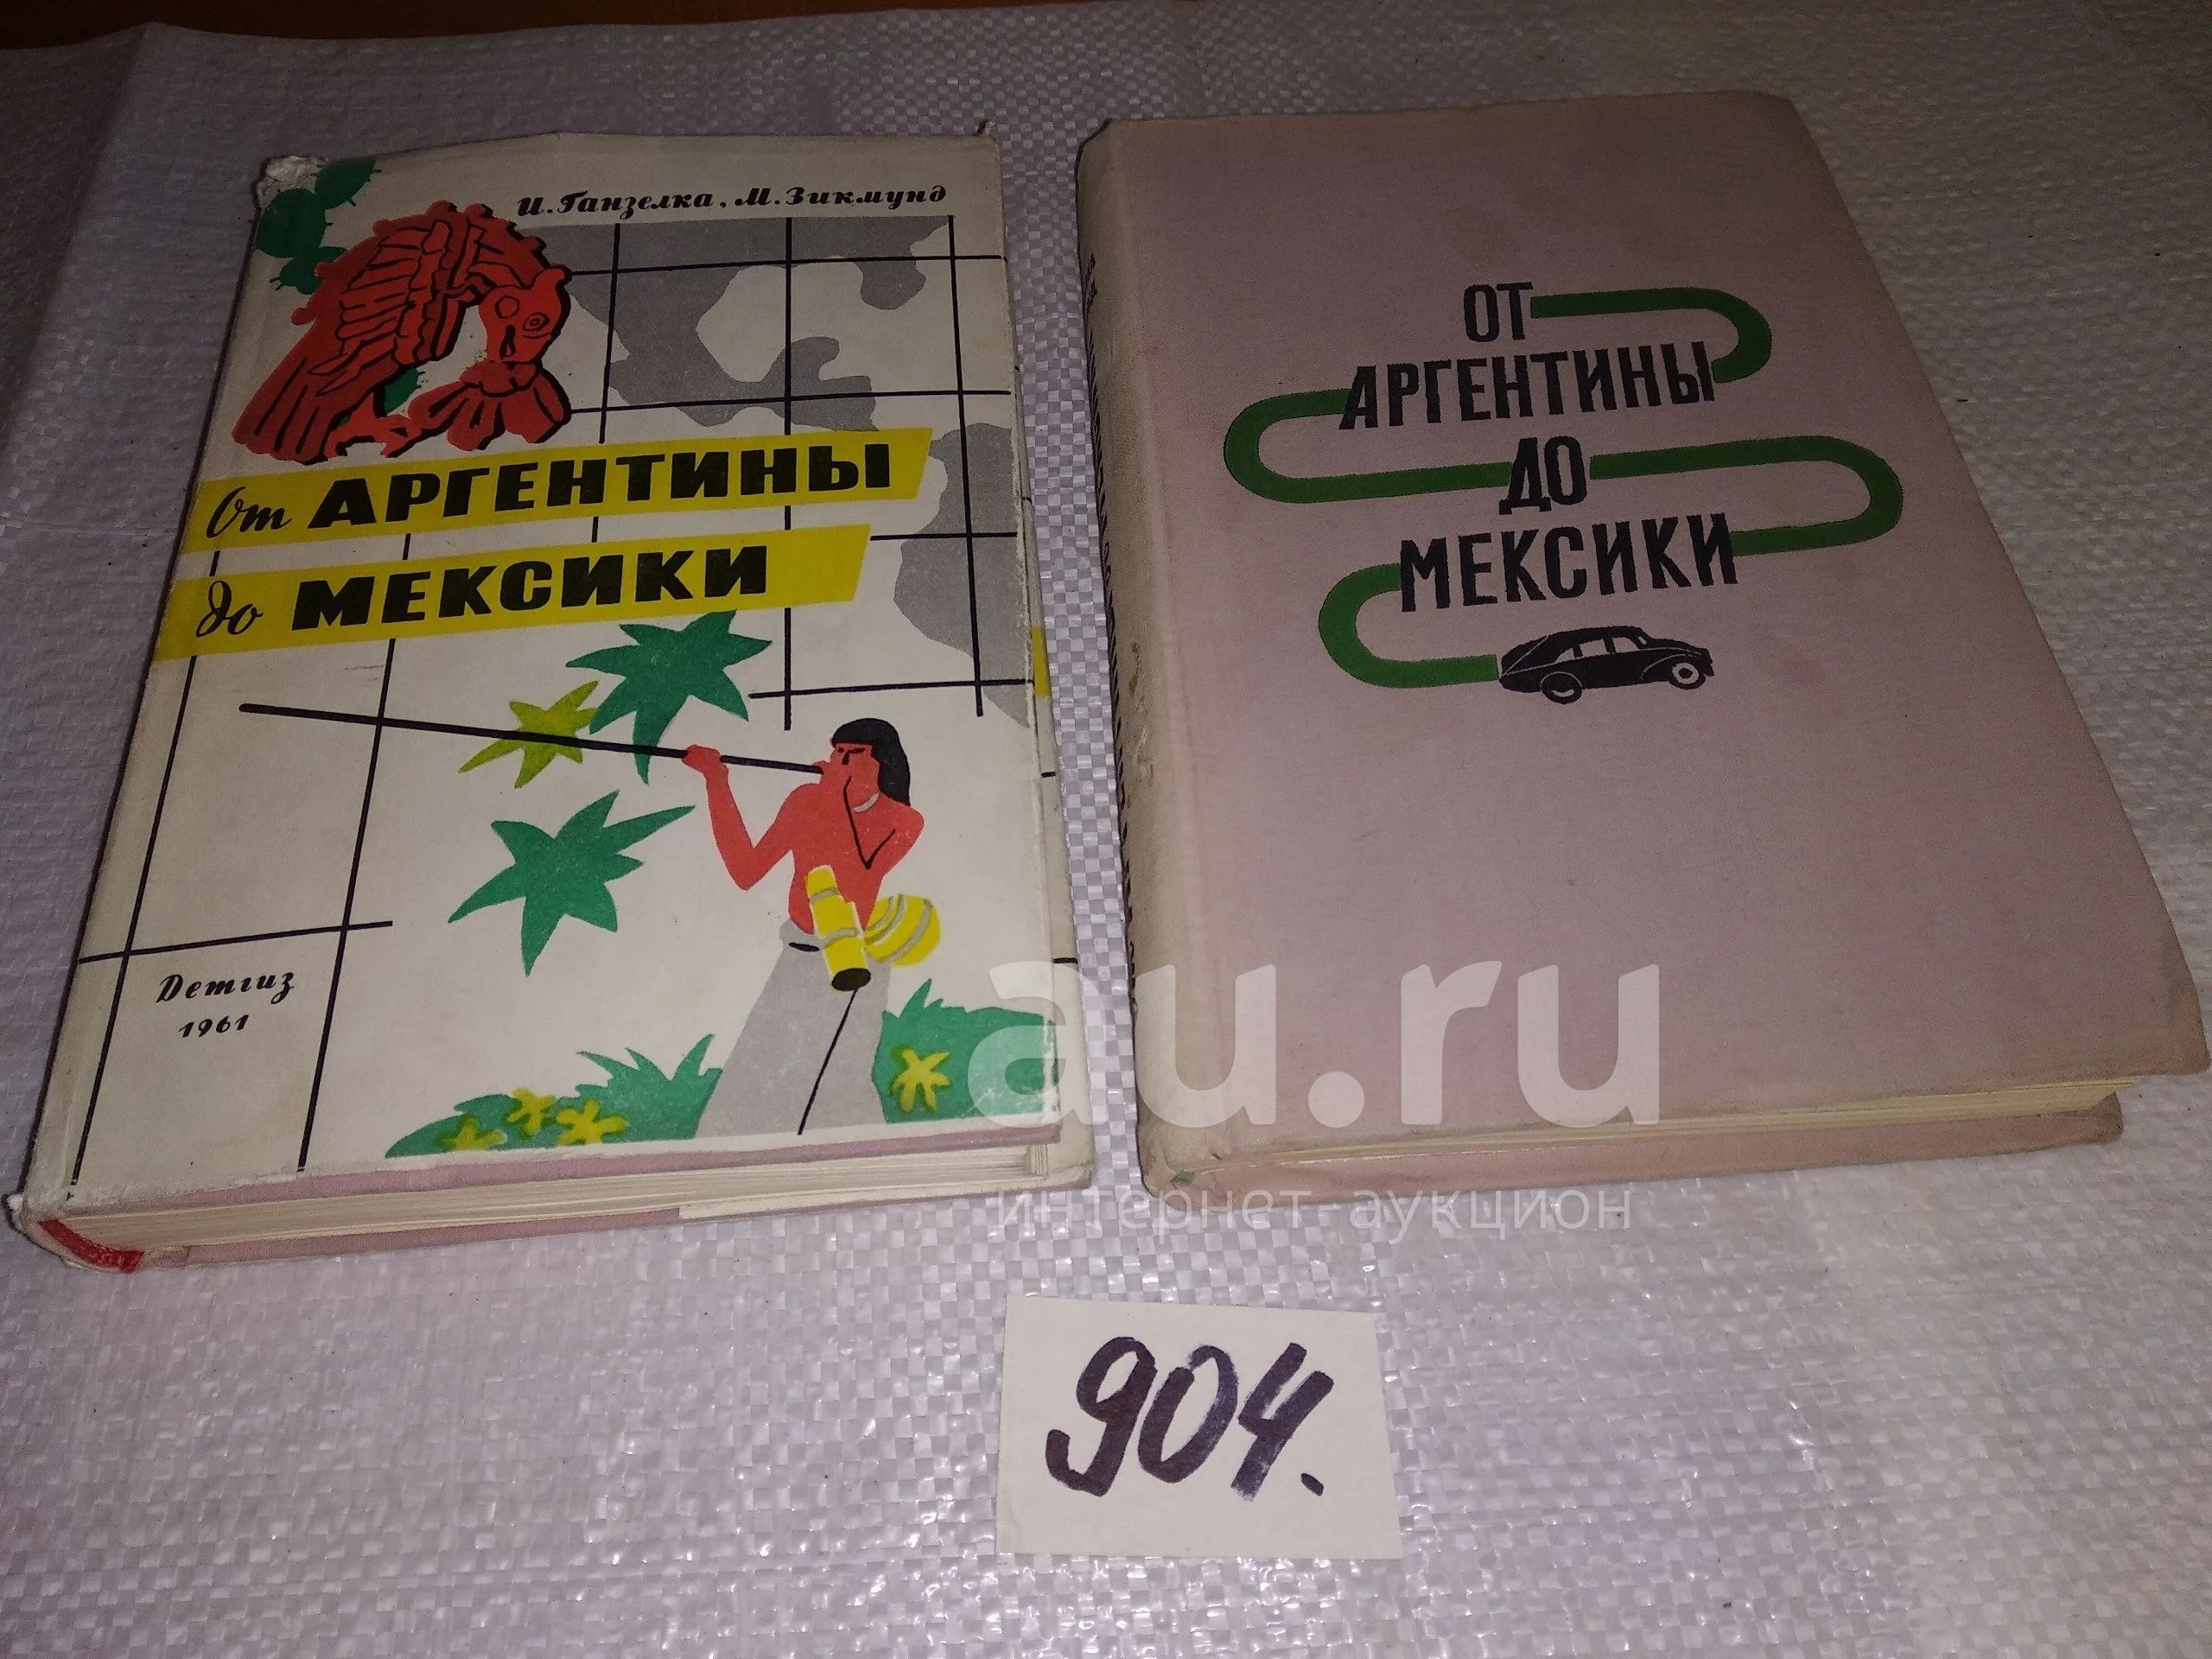 И. Ганзелка, М. Зикмунд
От АРГЕНТИНЫ
до МЕКСИКИ
Детгиз
1961
ОТ
АРГЕНТИНЫ
ДО
МЕКСИКИ
au.ru
интернет-аукцион
904.